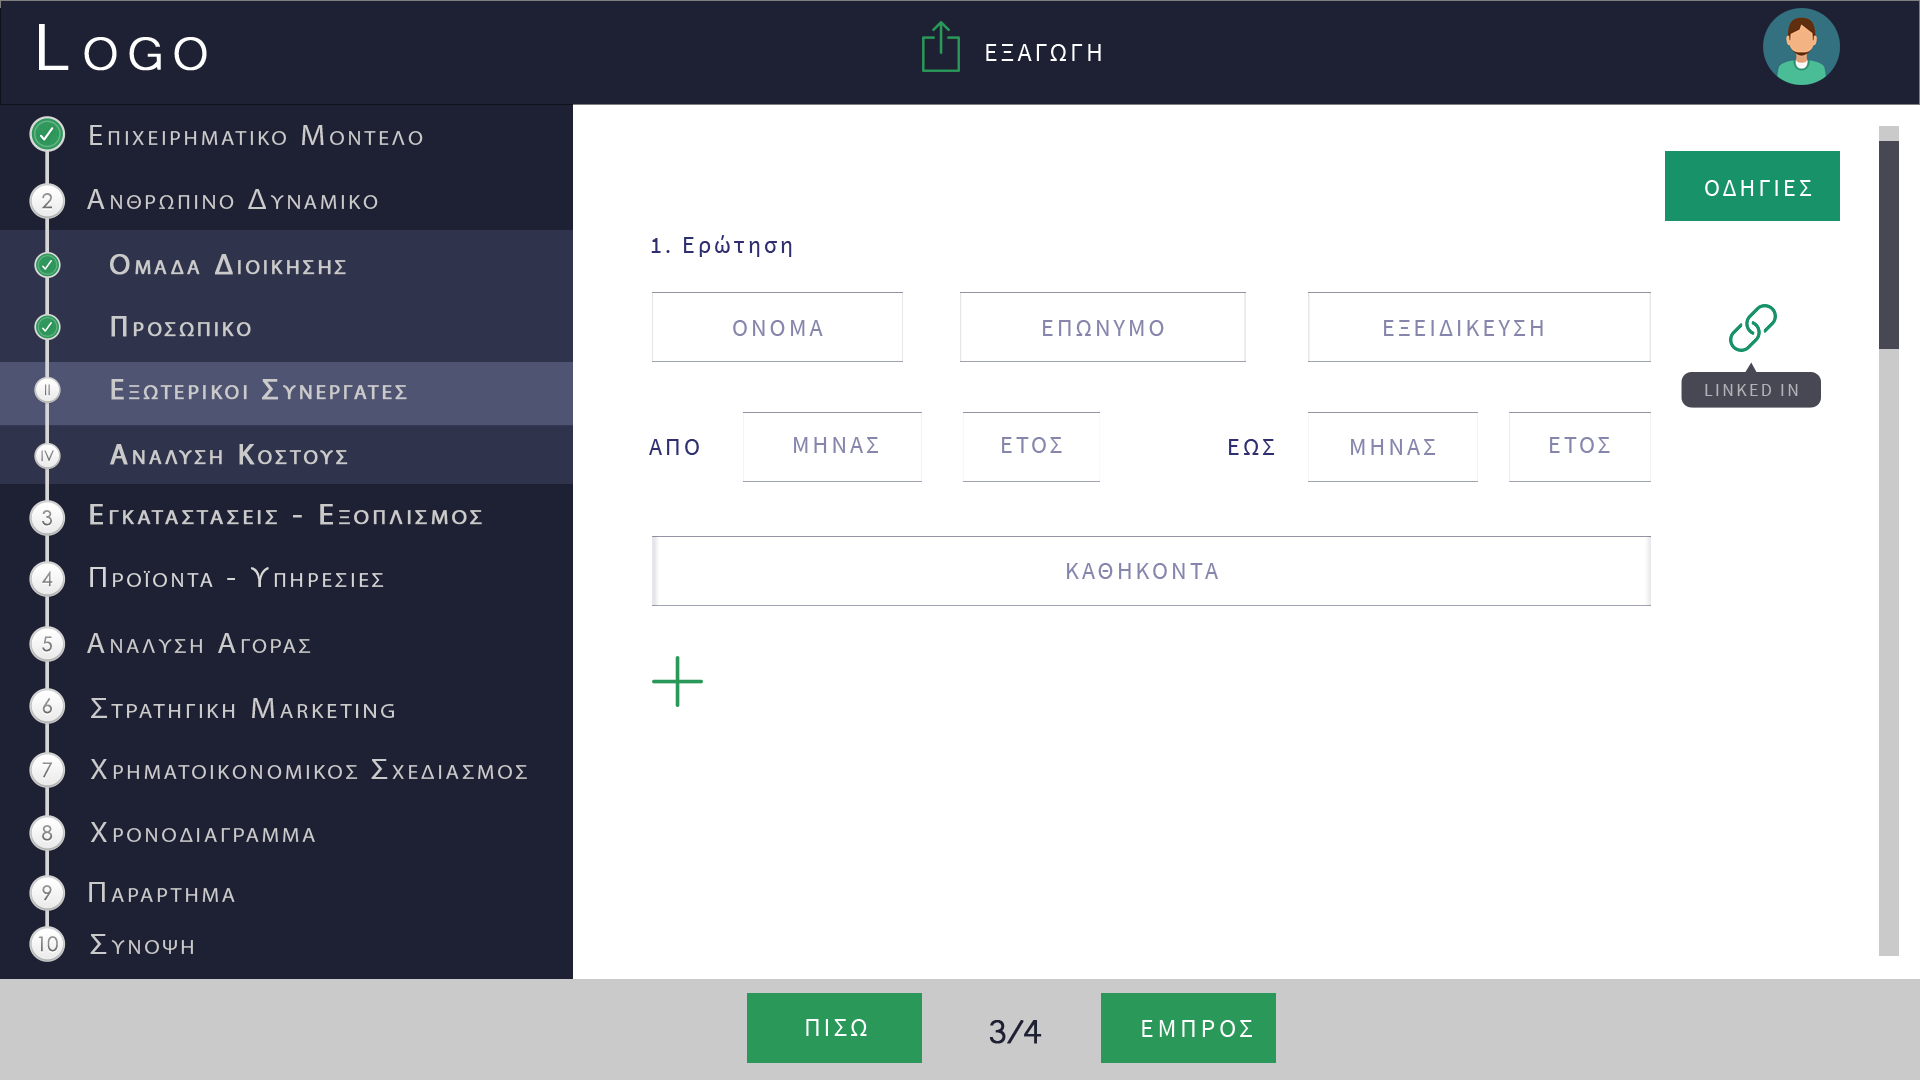 LOGO
ΕΞΑΓΩΓΗ
ΕΠΙΧΕΙΡΗΜΑΤΙΚΟ ΜΟΝΤΕΛΟ
2 ΑΝΘΡΩΠΙΝΟ ΔΥΝΑΜΙΚΟ
ΟΜΑΔΑ ΔΙΟΙΚΗΣΗΣ
ΠΡΟΣΩΠΙΚΟ
II ΕΞΩΤΕΡΙΚΟΙ ΣΥΝΕΡΓΑΤΕΣ
IV ΑΝΑΛΥΣΗ ΚΟΣΤΟΥΣ
3 ΕΓΚΑΤΑΣΤΑΣΕΙΣ - ΕΞΟΠΛΙΣΜΟΣ
4 ΠΡΟΪΟΝΤΑ - ΥΠΗΡΕΣΙΕΣ
5 ΑΝΑΛΥΣΗ ΑΓΟΡΑΣ
6 ΣΤΡΑΤΗΓΙΚΗ MARKETING
7 ΧΡΗΜΑΤΟΙΚΟΝΟΜΙΚΟΣ ΣΧΕΔΙΑΣΜΟΣ
8 ΧΡΟΝΟΔΙΑΓΡΑΜΜΑ
9 ΠΑΡΑΡΤΗΜΑ
10 ΣΥΝΟΨΗ
ΟΔΗΓΙΕΣ
1. Ερώτηση
ΟΝΟΜΑ ΕΠΩΝΥΜΟ ΕΞΕΙΔΙΚΕΥΣΗ
LINKED IN
ΑΠΟ ΜΗΝΑΣ ΕΤΟΣ ΕΩΣ ΜΗΝΑΣ ΕΤΟΣ
ΚΑΘΗΚΟΝΤΑ
ΠΙΣΩ 3/4 ΕΜΠΡΟΣ